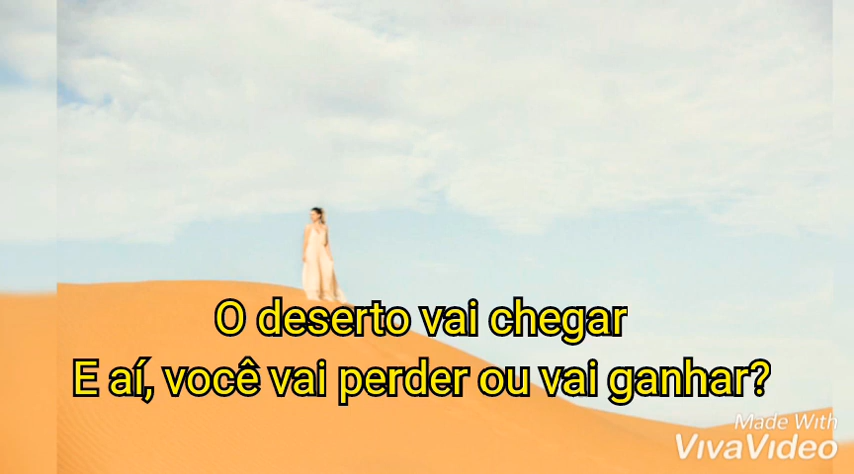 O deserto vai chegar
E aí, você vai perder ou vai ganhar?
Made With
VivaVideo